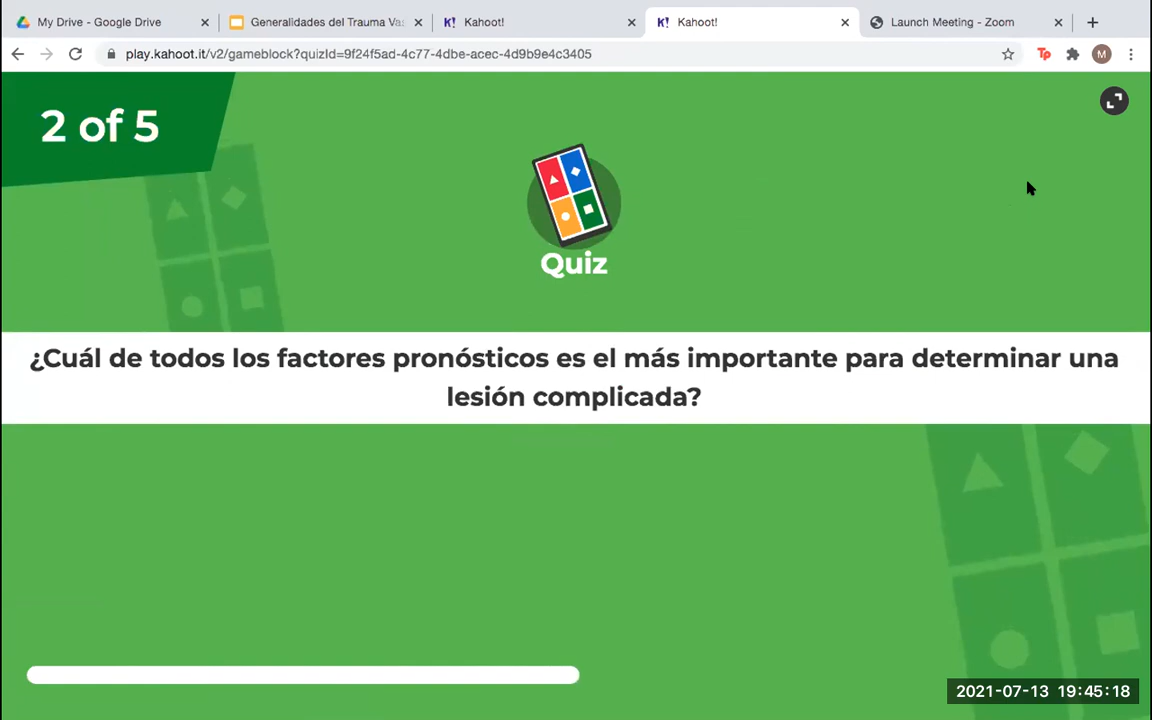 My Drive - Google Drive
Generalidades del Trauma Va
K! Kahoot!
K! Kahoot!
Launch Meeting - Zoom
play.kahoot.it/v2/gameblock?quizId=9f24f5ad-4c77-4dbe-acec-4d9b9e4c3405
Tp
M
2 of 5
Quiz
¿Cuál de todos los factores pronósticos es el más importante para determinar una
lesión complicada?
2021-07-13 19:45:18